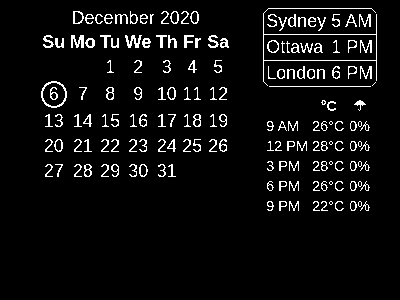 December 2020
Su Mo Tu We Th Fr Sa
1 2 3 4 5
6 7 8 9 10 11 12
13 14 15 16 17 18 19
20 21 22 23 24 25 26
27 28 29 30 31
Sydney 5 AM
Ottawa 1 PM
London 6 PM
°C ☂
9 AM 26°C 0%
12 PM 28°C 0%
3 PM 28°C 0%
6 PM 26°C 0%
9 PM 22°C 0%